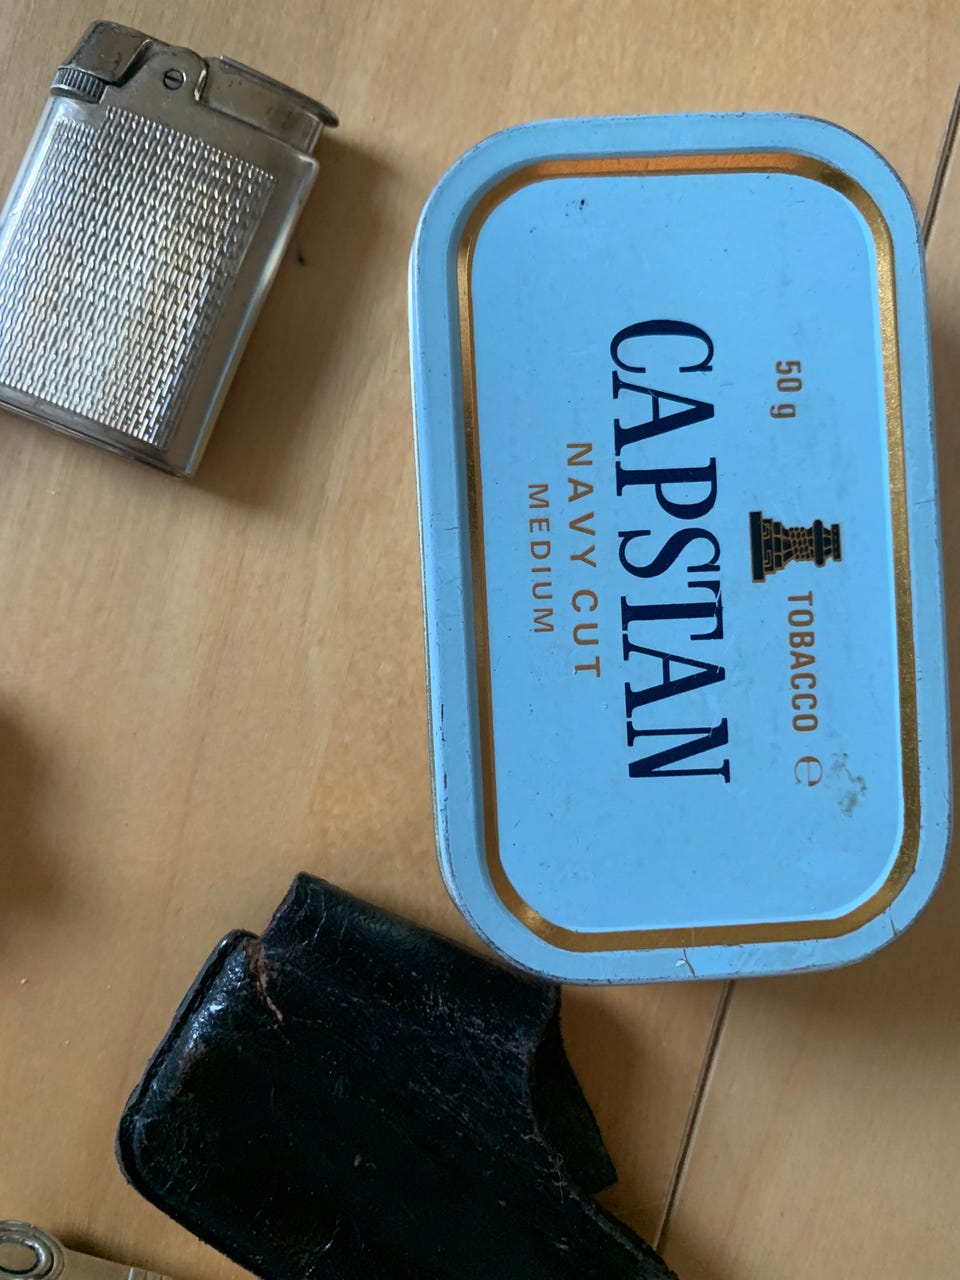 50 g TOBACCO ℮
CAPSTAN
NAVY CUT
MEDIUM